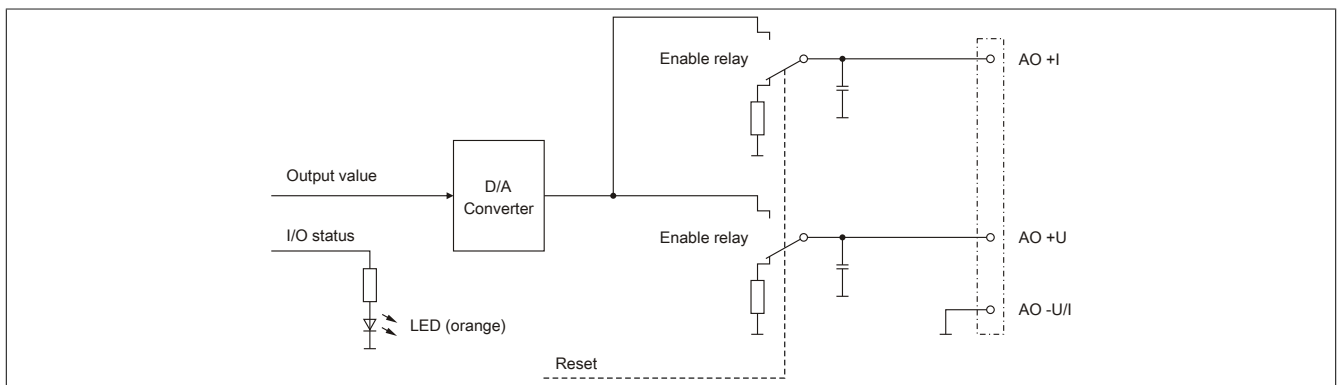 Enable relay
AO +I
Output value
D/A
Converter
I/O status
Enable relay
AO +U
AO -U/I
LED (orange)
Reset